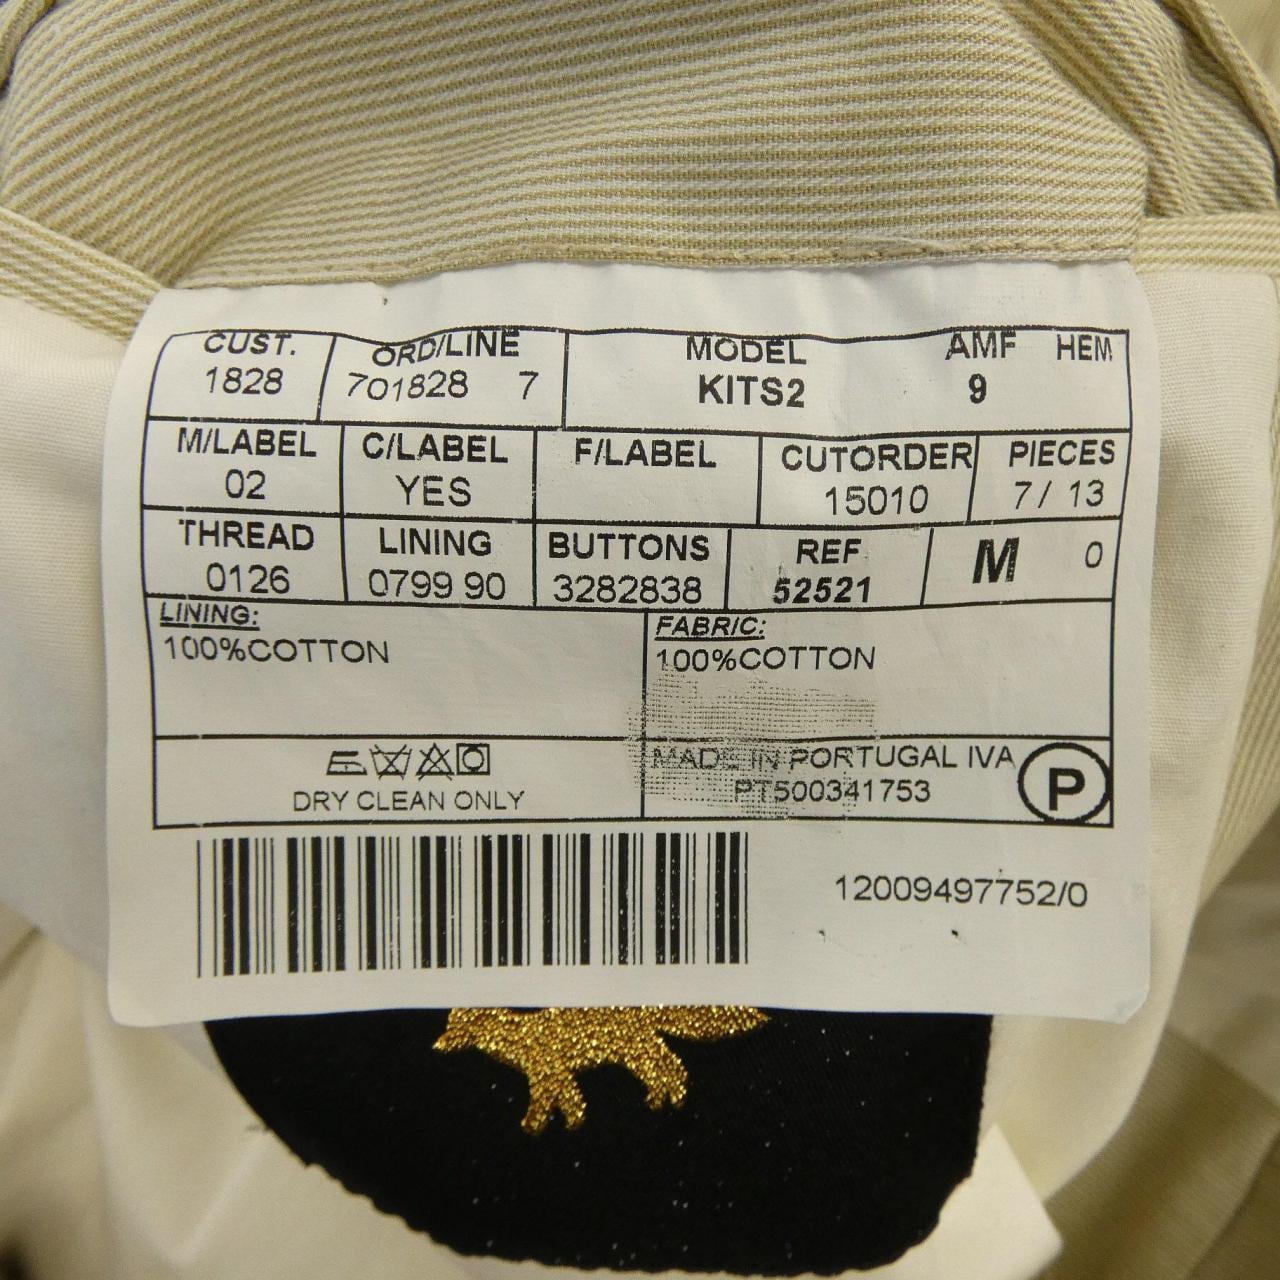 CUST. ORD/LINE MODEL AMF HEM
1828 701828 7 KITS2 9
M/LABEL C/LABEL F/LABEL CUTORDER PIECES
02 YES 15010 7/ 13
THREAD LINING BUTTONS REF M 0
0126 0799 90 3282838 52521
LINING:
100%COTTON
FABRIC:
100%COTTON
DRY CLEAN ONLY
MADE IN PORTUGAL IVA
PT500341753
P
12009497752/0